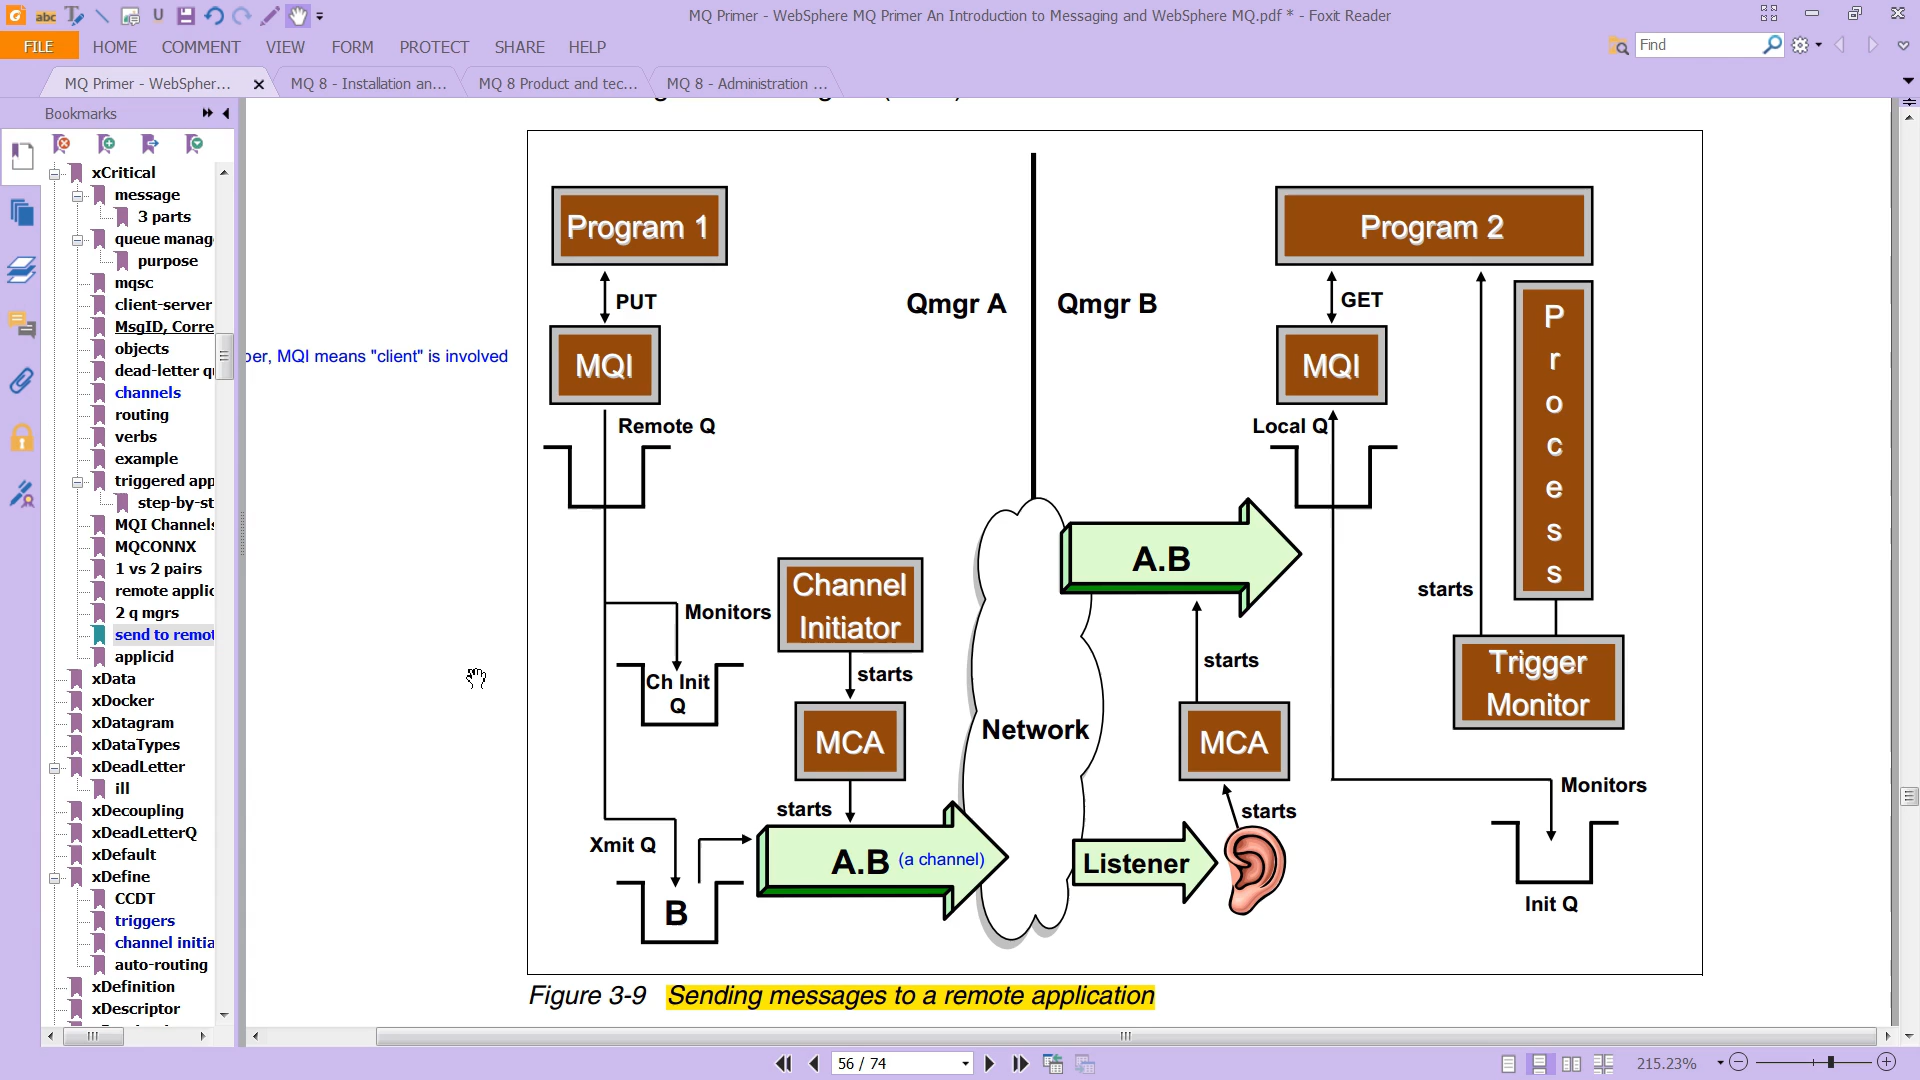 abc
MQ Primer - WebSphere MQ Primer An Introduction to Messaging and WebSphere MQ.pdf * - Foxit Reader
FILE HOME COMMENT VIEW FORM PROTECT SHARE HELP
Find
MQ Primer - WebSpher... MQ 8 - Installation an... MQ 8 Product and tec... MQ 8 - Administration ...
Bookmarks
xCritical
message
3 parts
queue manag
purpose
mqsc
client-server
MsgID, Corre
objects
dead-letter q
channels
routing
verbs
example
triggered app
step-by-st
MQI Channels
MQCONNX
1 vs 2 pairs
remote applic
2 q mgrs
send to remot
applicid
xData
xDocker
xDatagram
xDataTypes
xDeadLetter
ill
xDecoupling
xDeadLetterQ
xDefault
xDefine
CCDT
triggers
channel initia
auto-routing
xDefinition
xDescriptor
per, MQI means "client" is involved
Program 1
PUT
MQI
Remote Q
Qmgr A
Qmgr B
Program 2
GET
MQI
Local Q
Process
Channel
Initiator
Monitors
starts
Ch Init
Q
MCA
starts
Xmit Q
B
A.B (a channel)
Network
A.B
starts
MCA
starts
Listener
starts
Trigger
Monitor
Monitors
Init Q
Figure 3-9 Sending messages to a remote application
56 / 74
215.23%